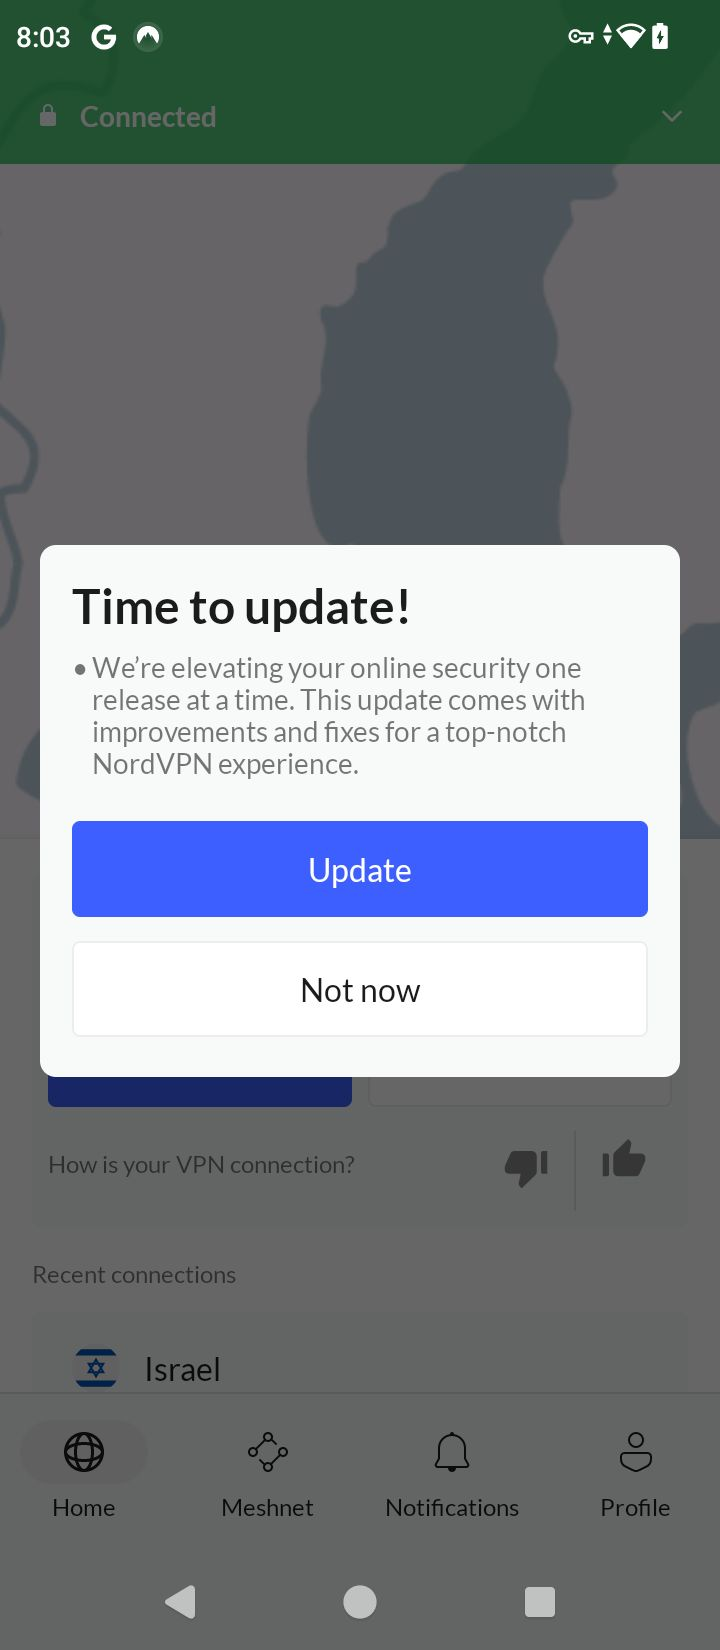 8:03
Connected
Time to update!
• We’re elevating your online security one
release at a time. This update comes with
improvements and fixes for a top-notch
NordVPN experience.
Update
Not now
How is your VPN connection?
Recent connections
Israel
Home
Meshnet
Notifications
Profile